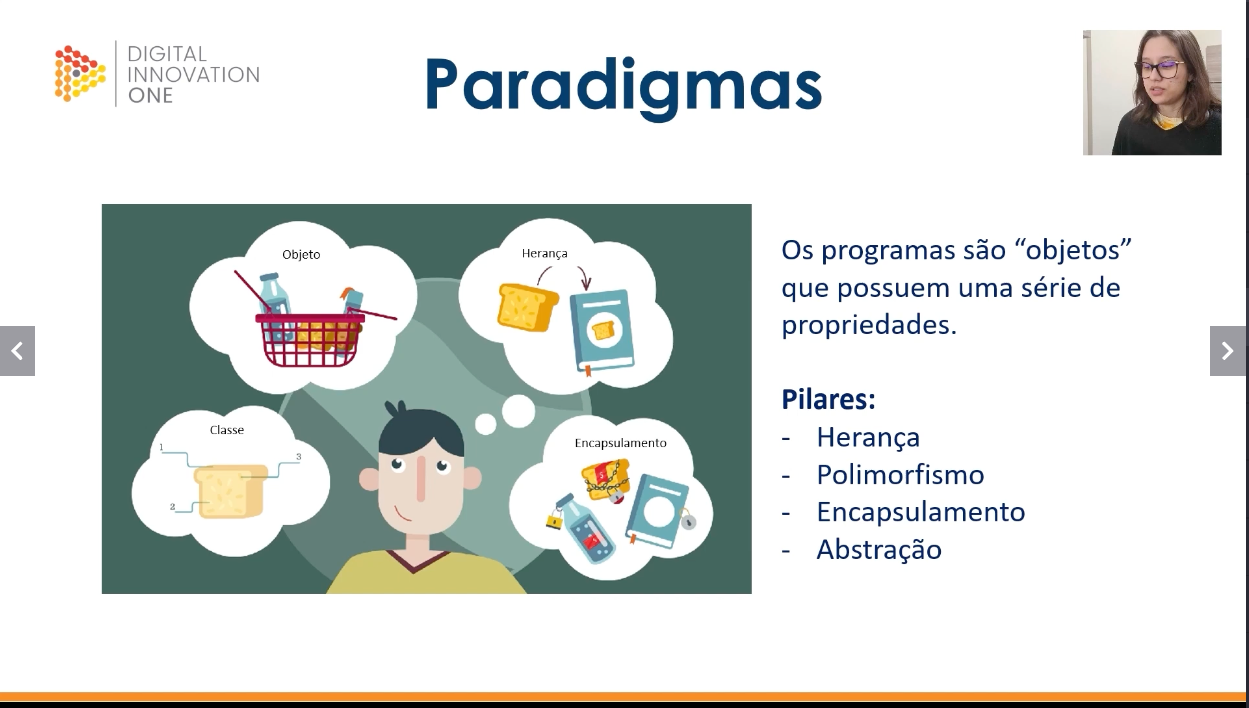 DIGITAL
INNOVATION
ONE
Paradigmas
Objeto
Herança
Classe
1
3
2
Encapsulamento
Os programas são “objetos”
que possuem uma série de
propriedades.
Pilares:
- Herança
- Polimorfismo
- Encapsulamento
- Abstração